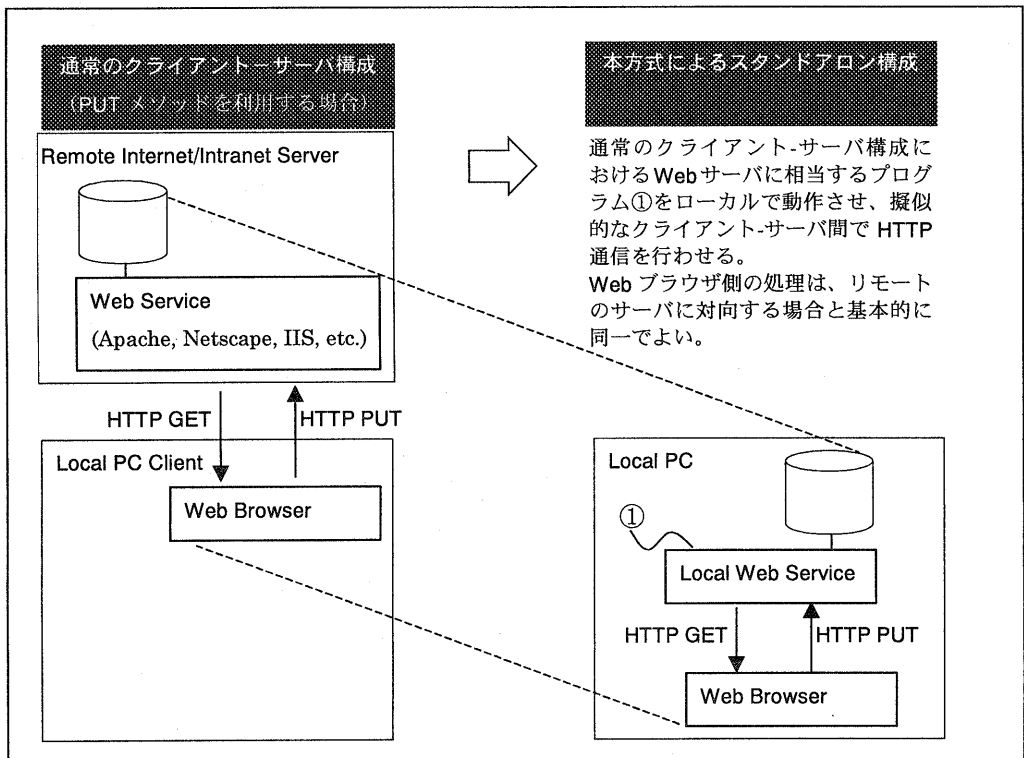 通常のクライアントーサーバ構成
（PUT メソッドを利用する場合）
Remote Internet/Intranet Server
Web Service
(Apache, Netscape, IIS, etc.)
HTTP GET
HTTP PUT
Local PC Client
Web Browser
本方式によるスタンドアロン構成
通常のクライアント-サーバ構成に
おけるWebサーバに相当するプログ
ラム①をローカルで動作させ、擬似
的なクライアント-サーバ間で HTTP
通信を行わせる。
Web ブラウザ側の処理は、リモート
のサーバに対向する場合と基本的に
同一でよい。
Local PC
①
Local Web Service
HTTP GET
HTTP PUT
Web Browser